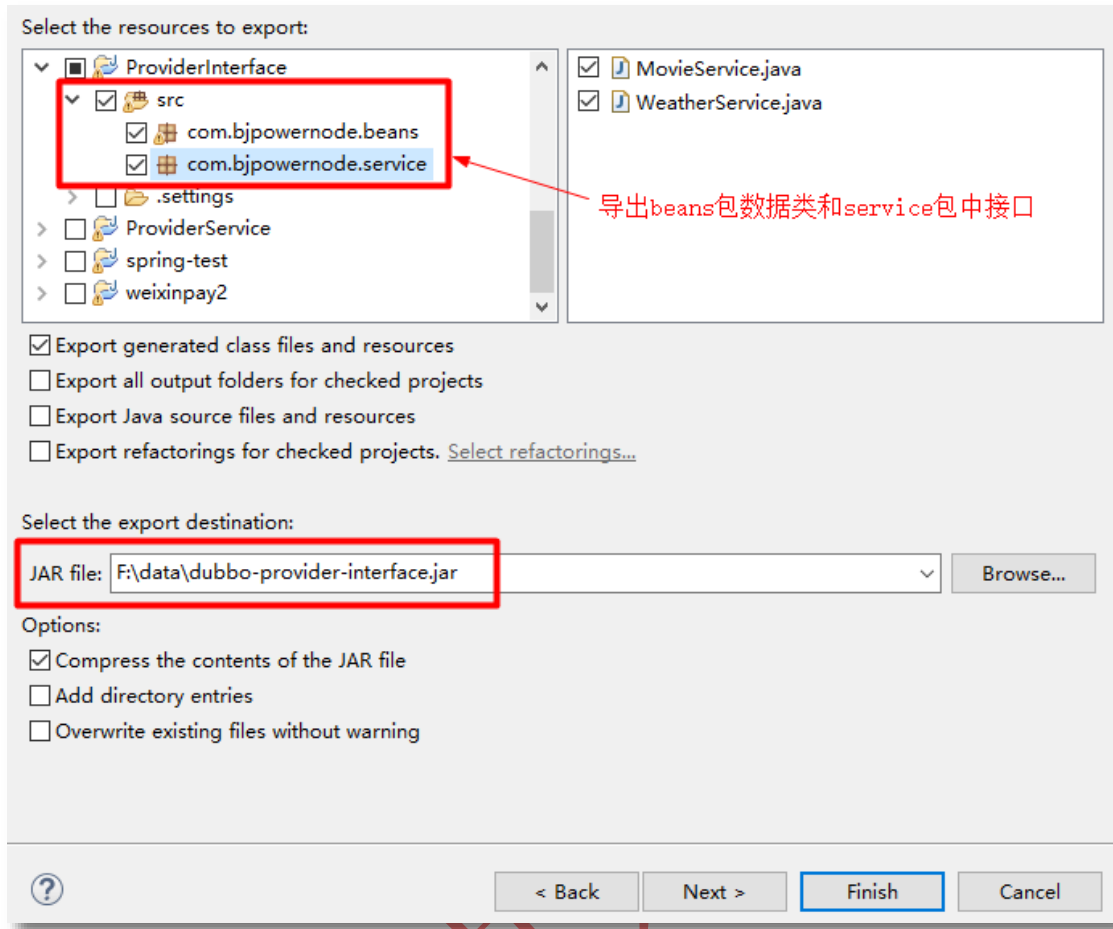 Select the resources to export:
ProviderInterface
src
com.bjpowernode.beans
com.bjpowernode.service
.settings
ProviderService
spring-test
weixinpay2
MovieService.java
WeatherService.java
导出beans包数据类和service包中接口
Export generated class files and resources
Export all output folders for checked projects
Export Java source files and resources
Export refactorings for checked projects. Select refactorings...
Select the export destination:
JAR file: F:\data\dubbo-provider-interface.jar Browse...
Options:
Compress the contents of the JAR file
Add directory entries
Overwrite existing files without warning
? < Back Next > Finish Cancel